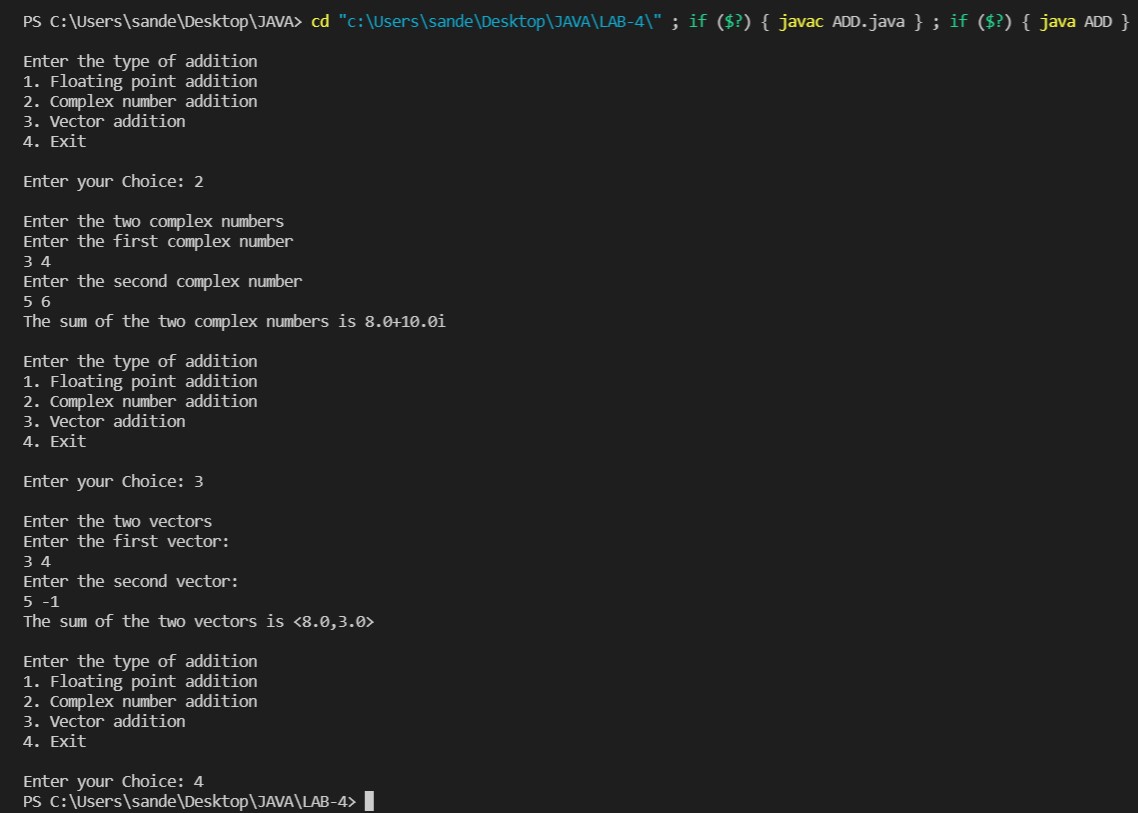 PS C:\Users\sande\Desktop\JAVA> cd "c:\Users\sande\Desktop\JAVA\LAB-4\" ; if ($?) { javac ADD.java } ; if ($?) { java ADD }
Enter the type of addition
1. Floating point addition
2. Complex number addition
3. Vector addition
4. Exit
Enter your Choice: 2
Enter the two complex numbers
Enter the first complex number
3 4
Enter the second complex number
5 6
The sum of the two complex numbers is 8.0+10.0i
Enter the type of addition
1. Floating point addition
2. Complex number addition
3. Vector addition
4. Exit
Enter your Choice: 3
Enter the two vectors
Enter the first vector:
3 4
Enter the second vector:
5 -1
The sum of the two vectors is <8.0,3.0>
Enter the type of addition
1. Floating point addition
2. Complex number addition
3. Vector addition
4. Exit
Enter your Choice: 4
PS C:\Users\sande\Desktop\JAVA\LAB-4>